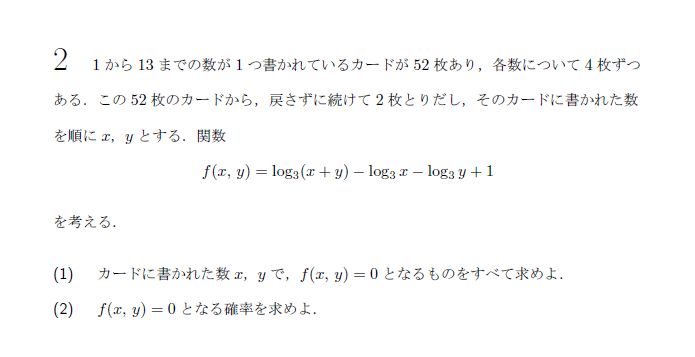 2 1 から 13 までの数が 1 つ書かれているカードが 52 枚あり，各数について 4 枚ずつ
ある．この 52 枚のカードから，戻さずに続けて 2 枚とりだし，そのカードに書かれた数
を順に x，y とする．関数
f(x, y) = log₃(x + y) − log₃ x − log₃ y + 1
を考える．
(1) カードに書かれた数 x，y で，f(x, y) = 0 となるものをすべて求めよ．
(2) f(x, y) = 0 となる確率を求めよ．